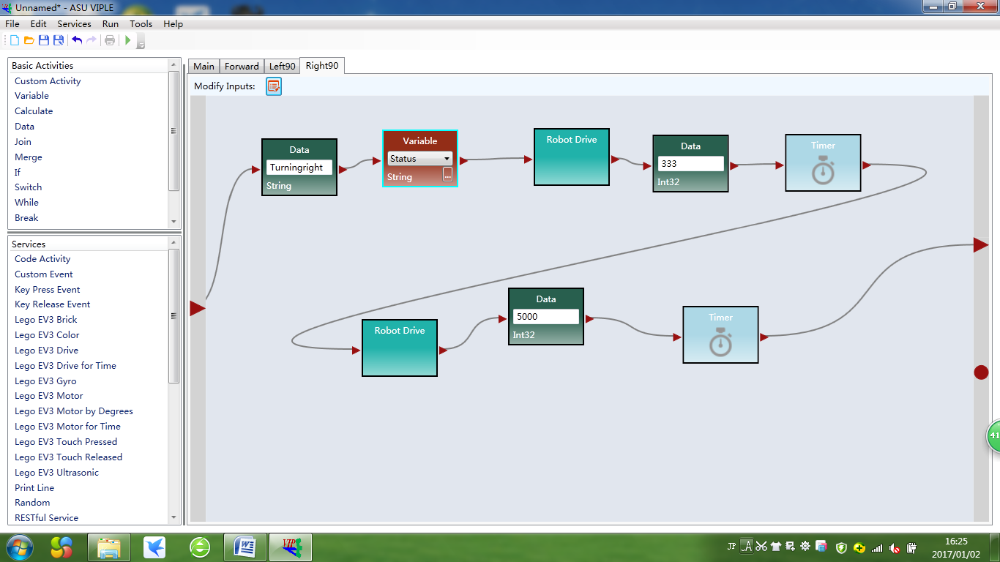 Unnamed* - ASU VIPLE
File Edit Services Run Tools Help
Basic Activities
Custom Activity
Variable
Calculate
Data
Join
Merge
If
Switch
While
Break
Services
Code Activity
Custom Event
Key Press Event
Key Release Event
Lego EV3 Brick
Lego EV3 Color
Lego EV3 Drive
Lego EV3 Drive for Time
Lego EV3 Gyro
Lego EV3 Motor
Lego EV3 Motor by Degrees
Lego EV3 Motor for Time
Lego EV3 Touch Pressed
Lego EV3 Touch Released
Lego EV3 Ultrasonic
Print Line
Random
RESTful Service
Main Forward Left90 Right90
Modify Inputs:
Data
Turningright
String
Variable
Status
String
...
Robot Drive
Data
333
Int32
Timer
Robot Drive
Data
5000
Int32
Timer
41
VIP
JP
A
16:25
2017/01/02